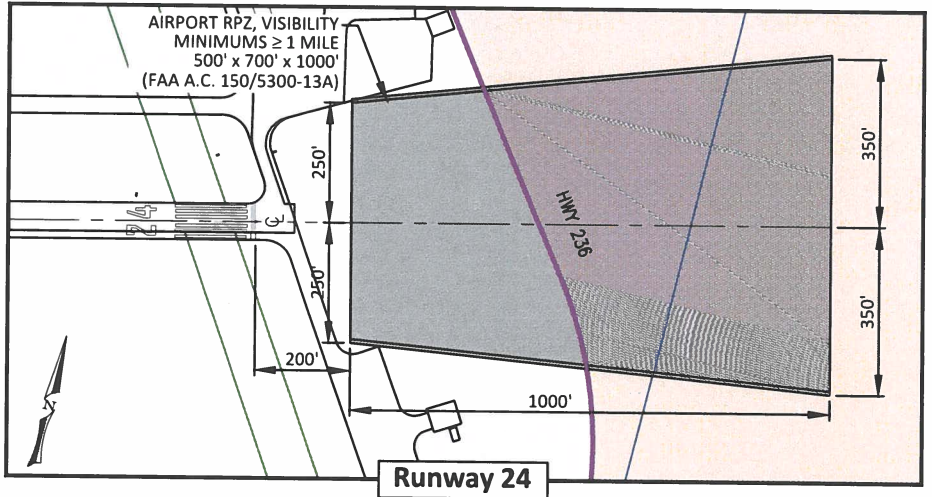 AIRPORT RPZ, VISIBILITY
MINIMUMS ≥ 1 MILE
500' x 700' x 1000'
(FAA A.C. 150/5300-13A)
250'
350'
24
CL
HWY 236
250'
350'
200'
1000'
N
Runway 24